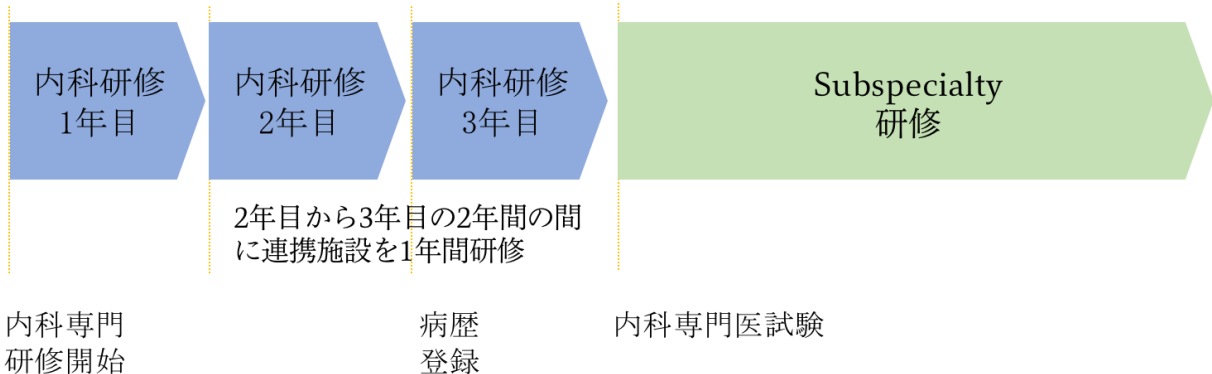 内科研修
1年目
内科研修
2年目
内科研修
3年目
Subspecialty
研修
2年目から3年目の2年間の間
に連携施設を1年間研修
内科専門
研修開始
病歴
登録
内科専門医試験